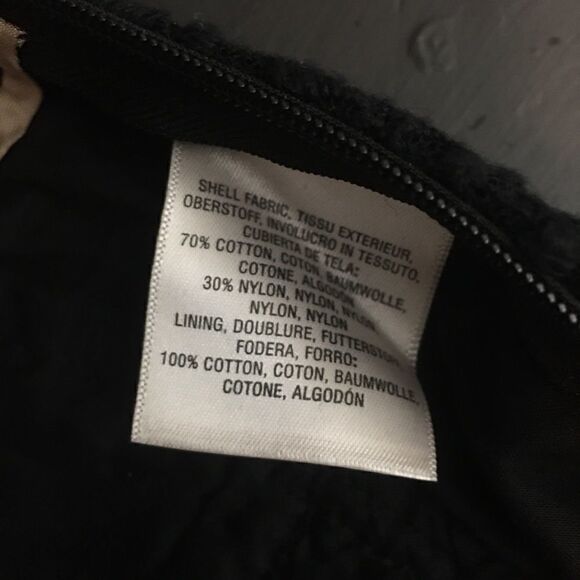 SHELL FABRIC, TISSU EXTERIEUR,
OBERSTOFF, INVOLUCRO IN TESSUTO,
CUBIERTA DE TELA:
70% COTTON, COTON, BAUMWOLLE,
COTONE, ALGODÓN
30% NYLON, NYLON, NYLON,
NYLON, NYLON
LINING, DOUBLURE, FUTTERSTOFF,
FODERA, FORRO:
100% COTTON, COTON, BAUMWOLLE,
COTONE, ALGODÓN